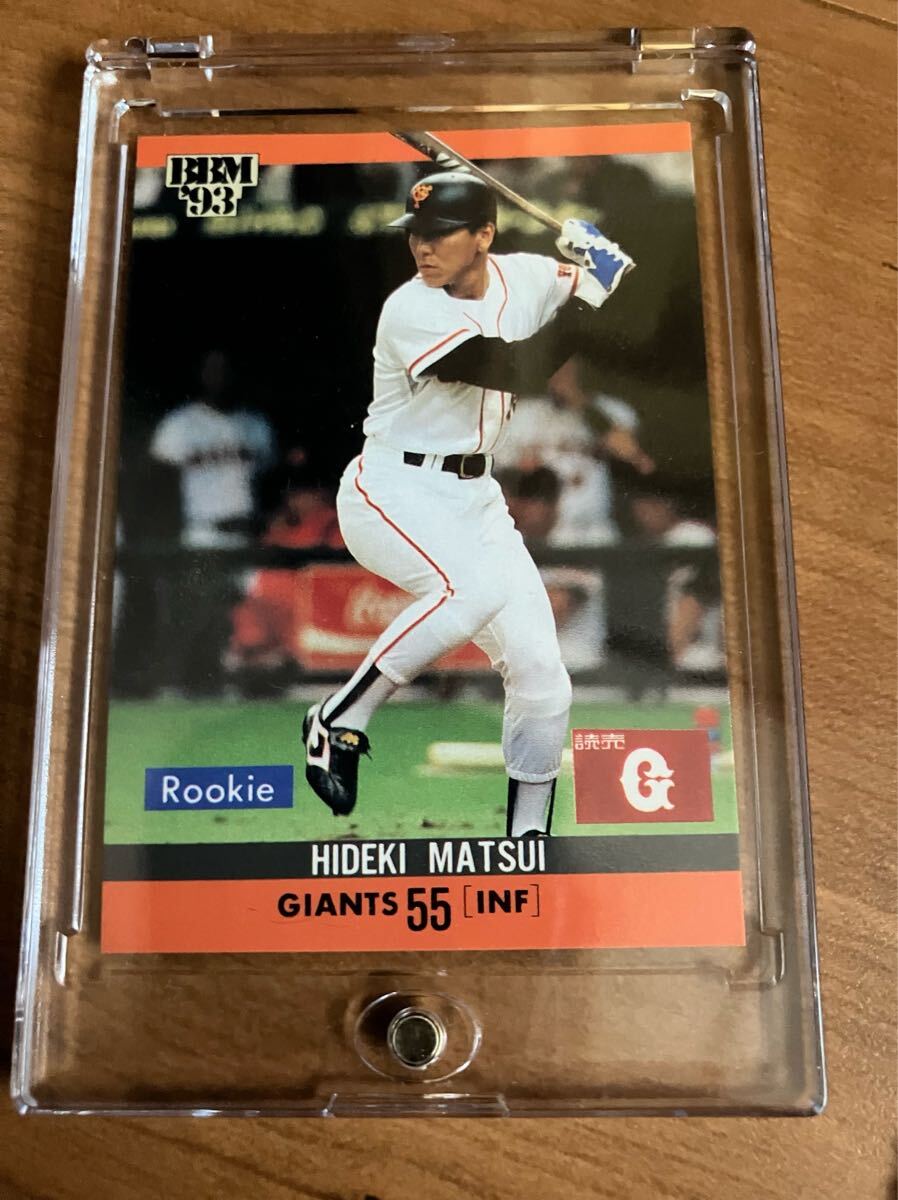 BBM
'93
Rookie
読売
G
HIDEKI MATSUI
GIANTS 55 [INF]